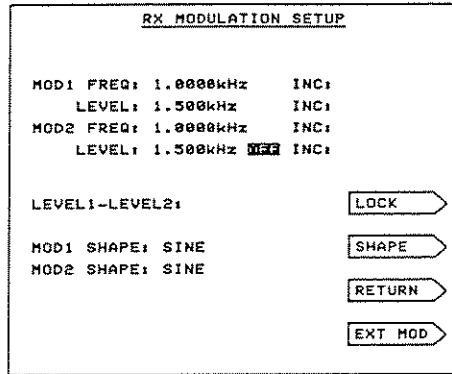 RX MODULATION SETUP
MOD1 FREQ: 1.0000kHz INC:
LEVEL: 1.500kHz INC:
MOD2 FREQ: 1.0000kHz INC:
LEVEL: 1.500kHz OFF INC:
LEVEL1-LEVEL2:
LOCK
MOD1 SHAPE: SINE
SHAPE
MOD2 SHAPE: SINE
RETURN
EXT MOD